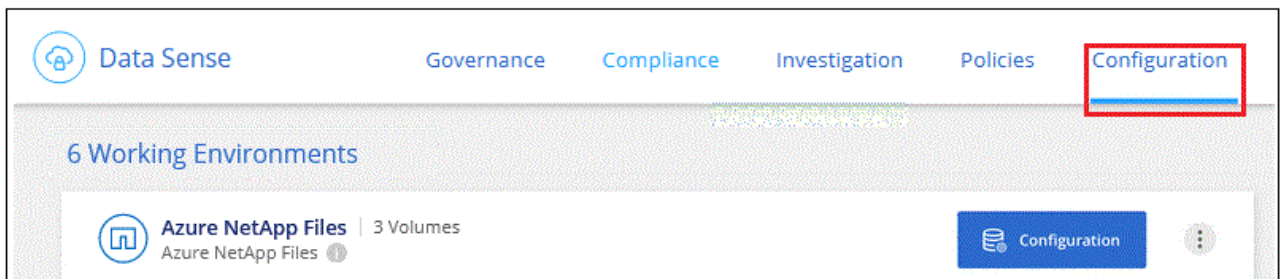 Data Sense
Governance
Compliance
Investigation
Policies
Configuration
6 Working Environments
Azure NetApp Files | 3 Volumes
Azure NetApp Files
Configuration